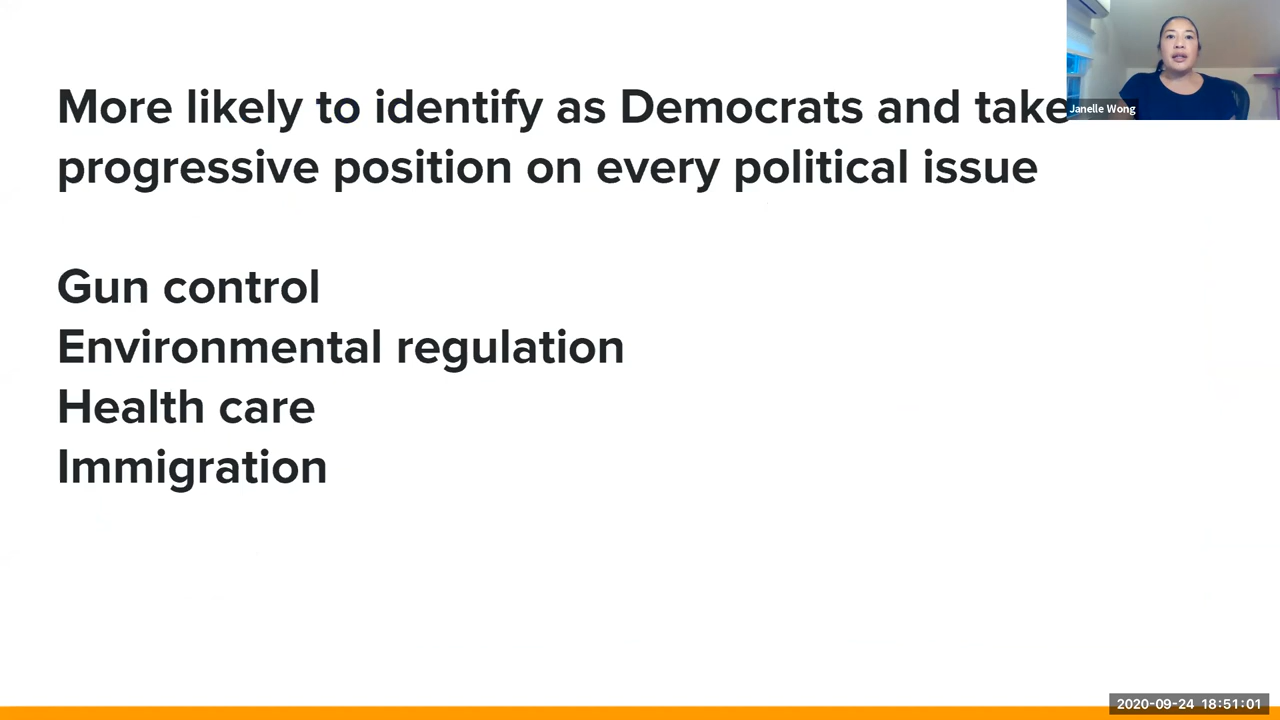 More likely to identify as Democrats and take
progressive position on every political issue
Gun control
Environmental regulation
Health care
Immigration
Janelle Wong
2020-09-24 18:51:01